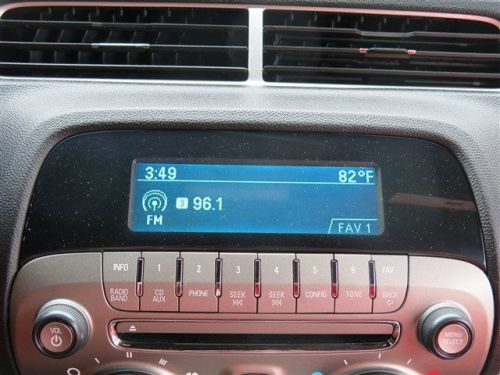 3:49 82°F
3 96.1
FM
FAV 1
INFO 1 2 3 4 5 6 FAV
RADIO BAND CD AUX PHONE SEEK SEEK CONFIG TONE BACK
VOL MENU SELECT